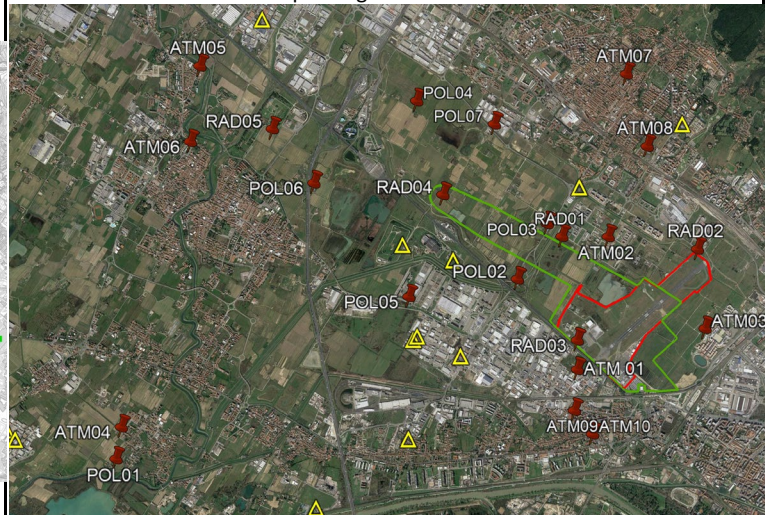 ATM05
ATM07
POL04
RAD05
POL07
ATM08
ATM06
POL06
RAD04
POL03
RAD01
RAD02
ATM02
POL02
POL05
ATM03
RAD03
ATM 01
ATM04
ATM09
ATM10
POL01